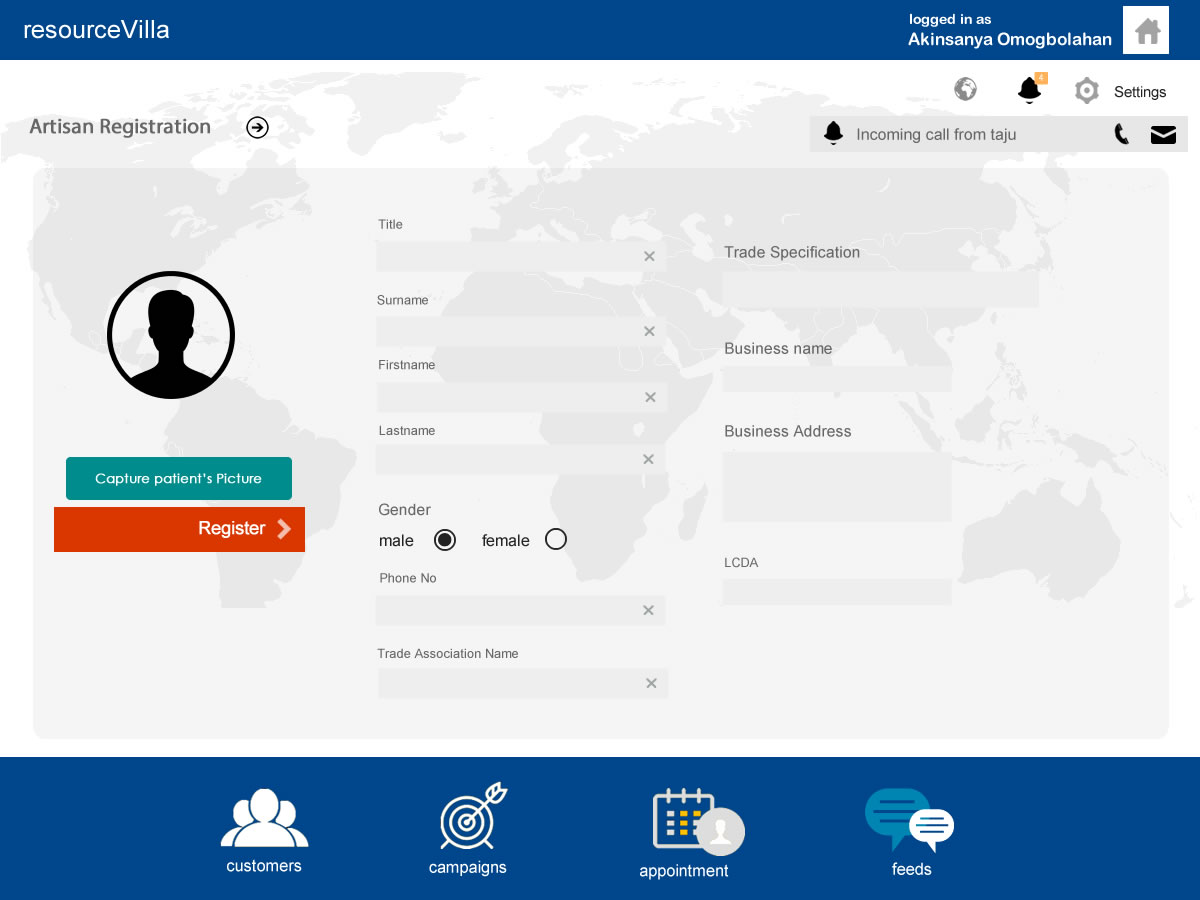 resourceVilla
logged in as
Akinsanya Omogbolahan
4
Settings
Artisan Registration
Incoming call from taju
Title
Surname
Firstname
Lastname
Gender
male
female
Phone No
Trade Association Name
Trade Specification
Business name
Business Address
LCDA
Capture patient's Picture
Register
customers
campaigns
appointment
feeds